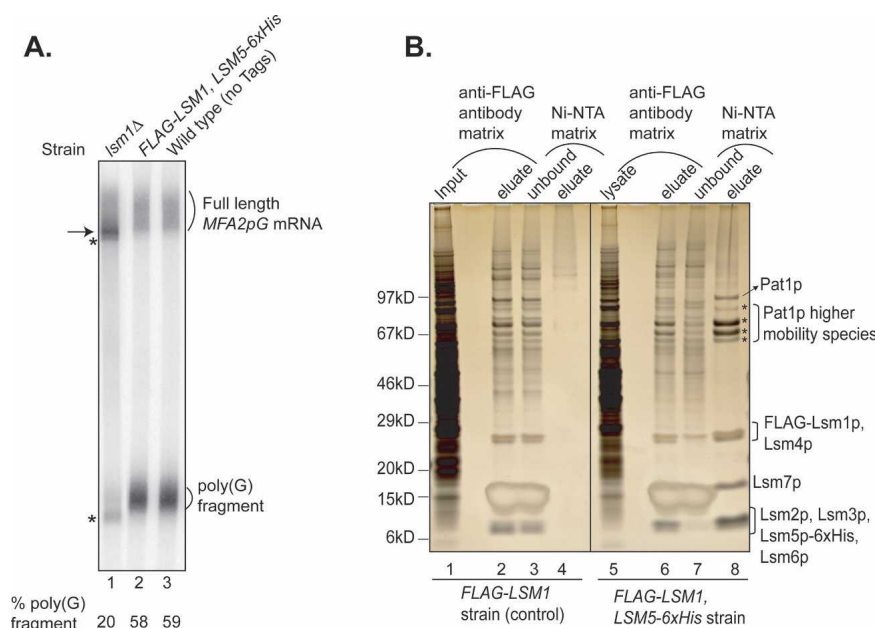 A.
Strain
lsm1Δ
FLAG-LSM1, LSM5-6xHis
Wild type (no Tags)
*
Full length
MFA2pG mRNA
poly(G)
fragment
*
1 2 3
% poly(G)
fragment 20 58 59
B.
anti-FLAG
antibody
matrix
Ni-NTA
matrix
anti-FLAG
antibody
matrix
Ni-NTA
matrix
Input
eluate
unbound
eluate
lysate
eluate
unbound
eluate
97kD
67kD
46kD
29kD
20kD
15kD
6kD
Pat1p
*
*
*
*
Pat1p higher
mobility species
FLAG-Lsm1p,
Lsm4p
Lsm7p
Lsm2p, Lsm3p,
Lsm5p-6xHis,
Lsm6p
1 2 3 4 5 6 7 8
FLAG-LSM1
strain (control)
FLAG-LSM1,
LSM5-6xHis strain